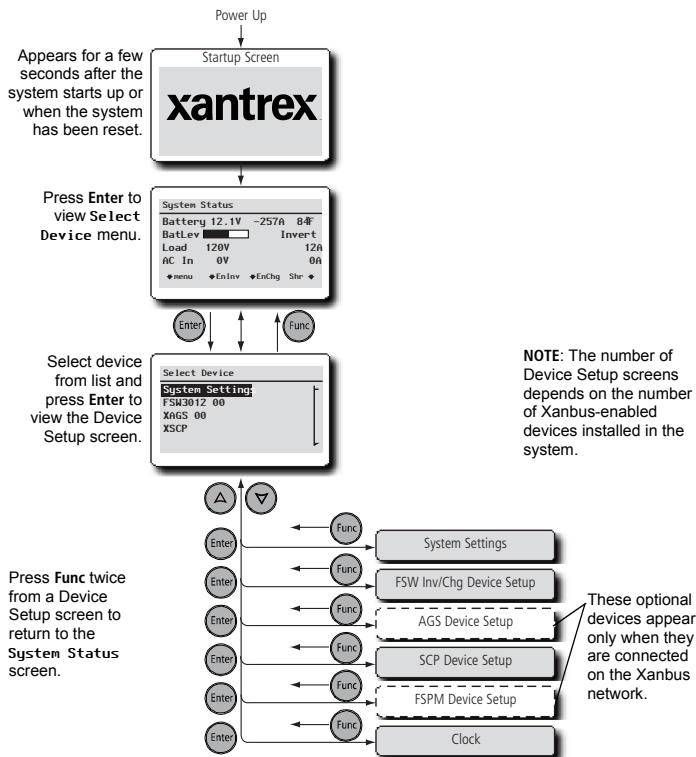 Power Up
Startup Screen
Appears for a few
seconds after the
system starts up or
when the system
has been reset.
xantrex
Press Enter to
view Select
Device menu.
System Status
Battery 12.1V -257A 84F
BatLev Invert
Load 120V 12A
AC In 0V 0A
menu EnInv EnChg Shr
Enter
Func
Select device
from list and
press Enter to
view the Device
Setup screen.
Select Device
System Settings
FSW3012 00
XAGS 00
XSCP
NOTE: The number of
Device Setup screens
depends on the number
of Xanbus-enabled
devices installed in the
system.
Press Func twice
from a Device
Setup screen to
return to the
System Status
screen.
Enter
Func
System Settings
Enter
Func
FSW Inv/Chg Device Setup
Enter
Func
AGS Device Setup
Enter
Func
SCP Device Setup
Enter
Func
FSPM Device Setup
Enter
Func
Clock
These optional
devices appear
only when they
are connected
on the Xanbus
network.